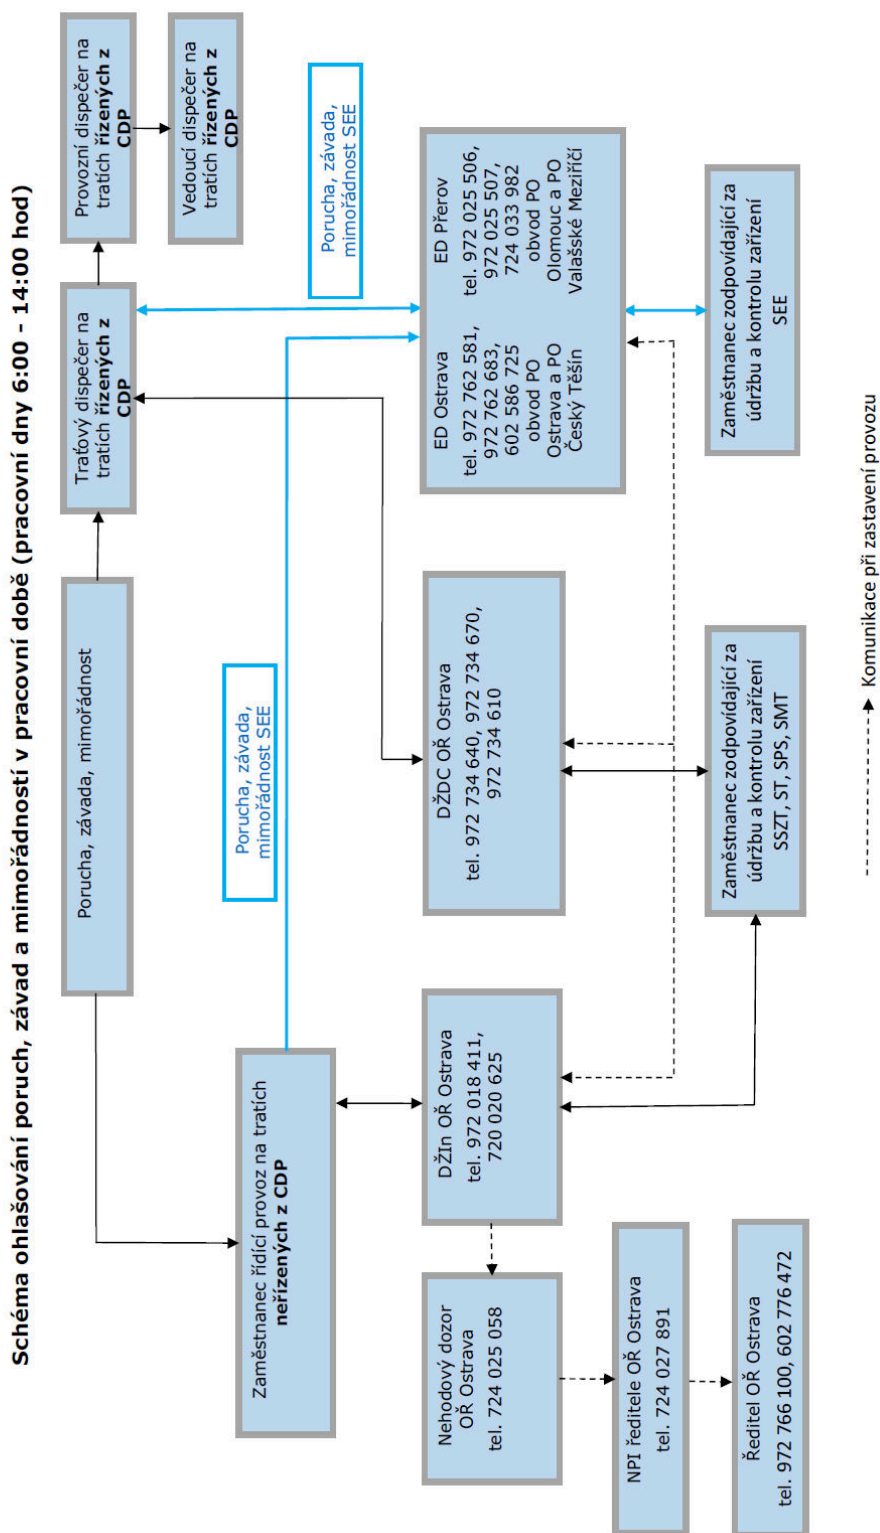 Schéma ohlašování poruch, závad a mimořádností v pracovní době (pracovní dny 6:00 - 14:00 hod)
Porucha, závada, mimořádnost
Traťový dispečer na
tratích řízených z
CDP
Provozní dispečer na
tratích řízených z
CDP
Vedoucí dispečer na
tratích řízených z
CDP
Zaměstnanec řídící provoz na tratích
neřízených z CDP
Porucha, závada,
mimořádnost SEE
Porucha, závada,
mimořádnost SEE
Nehodový dozor
OŘ Ostrava
tel. 724 025 058
DŽIn OŘ Ostrava
tel. 972 018 411,
720 020 625
DŽDC OŘ Ostrava
tel. 972 734 640, 972 734 670,
972 734 610
ED Ostrava
tel. 972 762 581,
972 762 683,
602 586 725
obvod PO
Ostrava a PO
Český Těšín
ED Přerov
tel. 972 025 506,
972 025 507,
724 033 982
obvod PO
Olomouc a PO
Valašské Meziříčí
NPI ředitele OŘ Ostrava
tel. 724 027 891
Ředitel OŘ Ostrava
tel. 972 766 100, 602 776 472
Zaměstnanec zodpovídající za
údržbu a kontrolu zařízení
SSZT, ST, SPS, SMT
Zaměstnanec zodpovídající za
údržbu a kontrolu zařízení
SEE
Komunikace při zastavení provozu